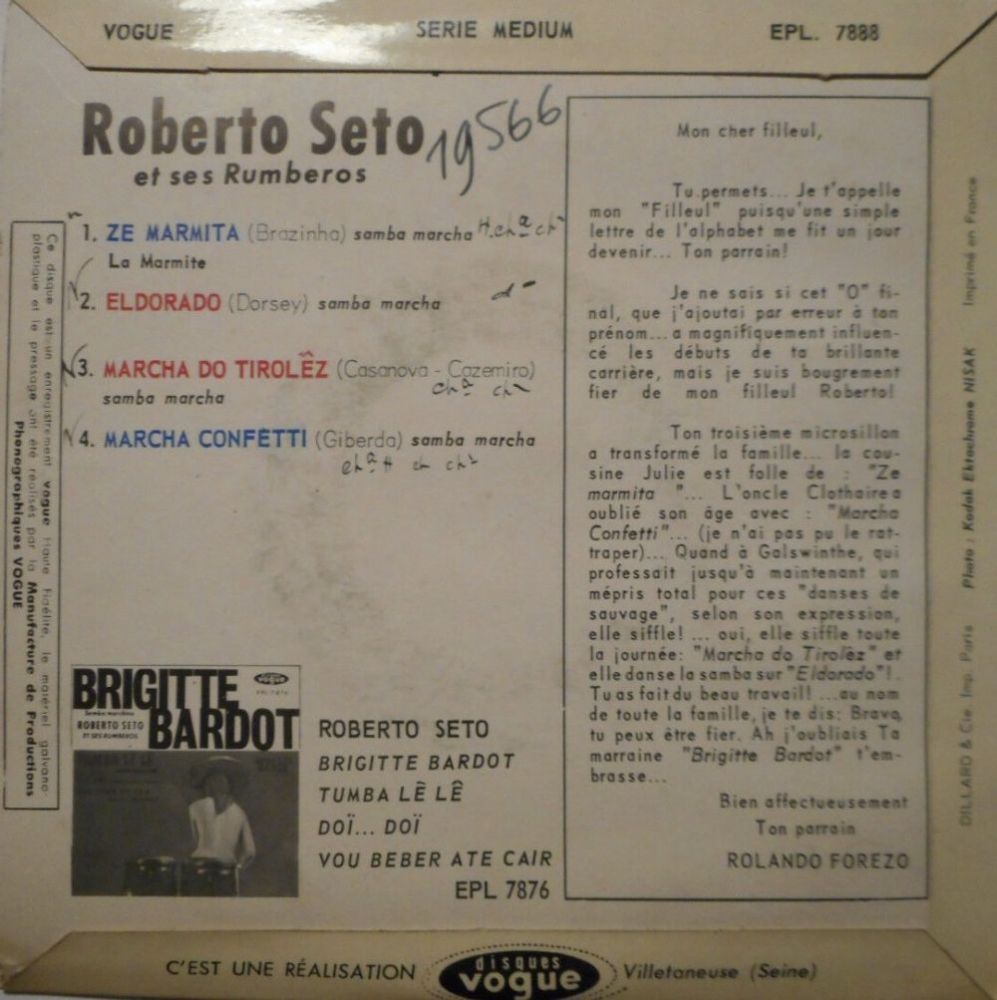 VOGUE SERIE MEDIUM EPL. 7888
Roberto Seto
et ses Rumberos
19566
1. ZE MARMITA (Brazinha) samba marcha
La Marmite
2. ELDORADO (Dorsey) samba marcha
3. MARCHA DO TIROLÊZ (Casanova - Cazemiro)
samba marcha
4. MARCHA CONFETTI (Giberda) samba marcha
Ce disque est un enregistrement vogue Haute Fidélité, le matériel galvano-
plastique et le pressage ont été réalisés par la Manufacture de Productions
Phonographiques VOGUE
BRIGITTE
BARDOT
ROBERTO SETO
ET SES RUMBEROS
vogue
ROBERTO SETO
BRIGITTE BARDOT
TUMBA LÊ LÊ
DOÏ... DOÏ
VOU BEBER ATE CAIR
EPL 7876
Mon cher filleul,
Tu permets... Je t'appelle
mon "Filleul" puisqu'une simple
lettre de l'alphabet me fit un jour
devenir... Ton parrain!
Je ne sais si cet "O" fi-
nal, que j'ajoutai par erreur à ton
prénom... a magnifiquement influen-
cé les débuts de ta brillante
carrière, mais je suis bougrement
fier de mon filleul Roberto!
Ton troisième microsillon
a transformé la famille... la cou-
sine Julie est folle de : "Ze
marmita "... L'oncle Clothaire a
oublié son âge avec : "Marcha
Confetti"... (je n'ai pas pu le rat-
traper)... Quand à Galswinthe, qui
professait jusqu'à maintenant un
mépris total pour ces "danses de
sauvage", selon son expression,
elle siffle! ... oui, elle siffle toute
la journée: "Marcha do Tirolêz" et
elle danse la samba sur "Eldorado"!.
Tu as fait du beau travail! ...au nom
de toute la famille, je te dis: Bravo,
tu peux être fier. Ah j'oubliais Ta
marraine "Brigitte Bardot" t'em-
brasse...
Bien affectueusement
Ton parrain
ROLANDO FOREZO
DILLARD & Cie. Imp. Paris Photo : Kodak Ektachrome NISAK Imprimé en France
C'EST UNE RÉALISATION disques vogue Villetaneuse (Seine)